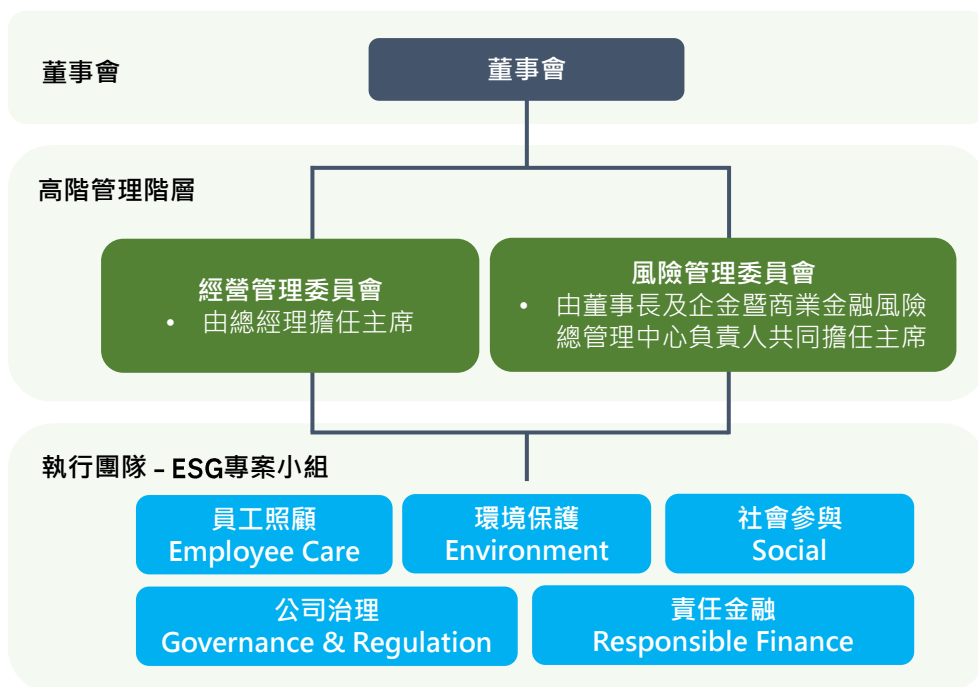 董事會
董事會
高階管理階層
經營管理委員會
• 由總經理擔任主席
風險管理委員會
• 由董事長及企金暨商業金融風險
總管理中心負責人共同擔任主席
執行團隊 – ESG專案小組
員工照顧
Employee Care
環境保護
Environment
社會參與
Social
公司治理
Governance & Regulation
責任金融
Responsible Finance